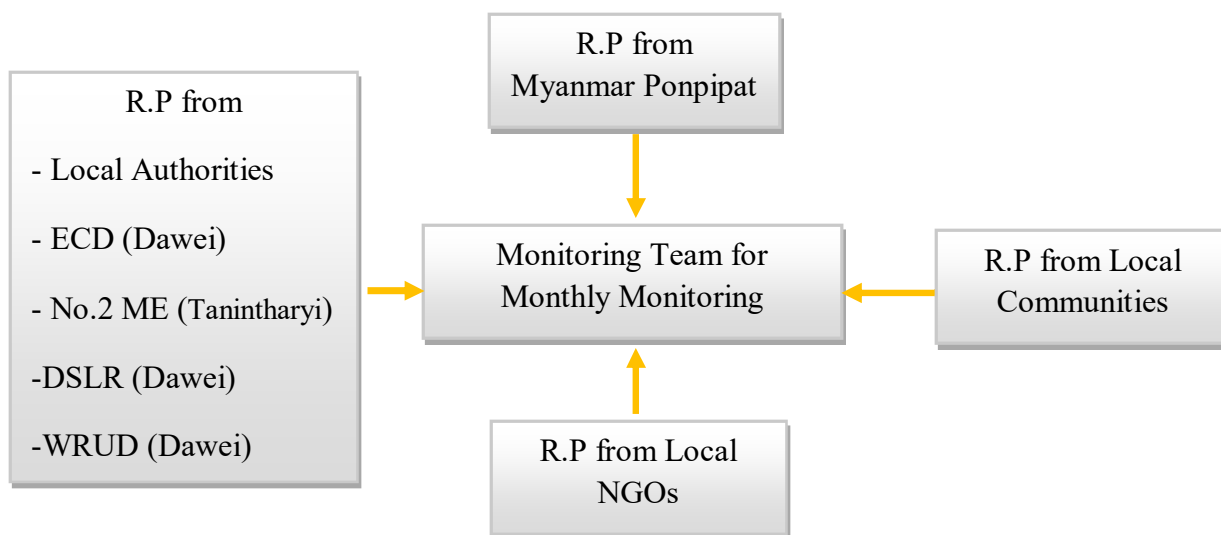 R.P from
Myanmar Ponpipat
R.P from
- Local Authorities
- ECD (Dawei)
- No.2 ME (Tanintharyi)
-DSLR (Dawei)
-WRUD (Dawei)
Monitoring Team for
Monthly Monitoring
R.P from Local
Communities
R.P from Local
NGOs